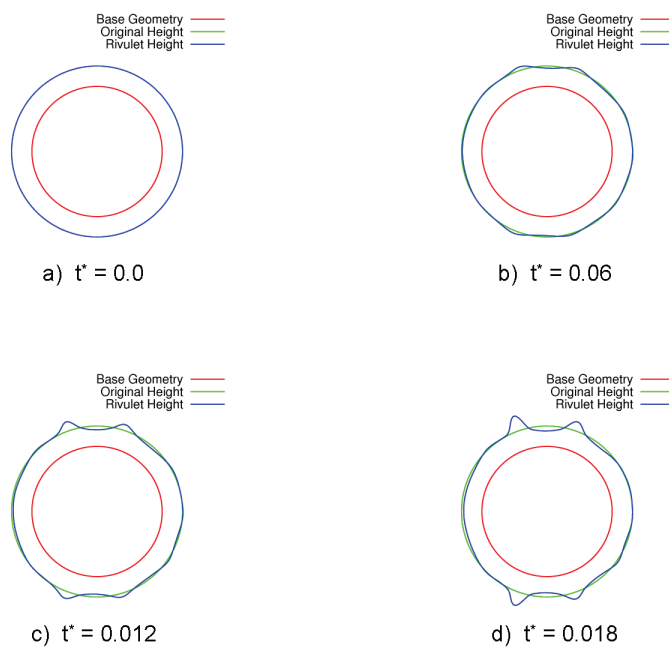 Base Geometry
Original Height
Rivulet Height
a) t* = 0.0
Base Geometry
Original Height
Rivulet Height
b) t* = 0.06
Base Geometry
Original Height
Rivulet Height
c) t* = 0.012
Base Geometry
Original Height
Rivulet Height
d) t* = 0.018